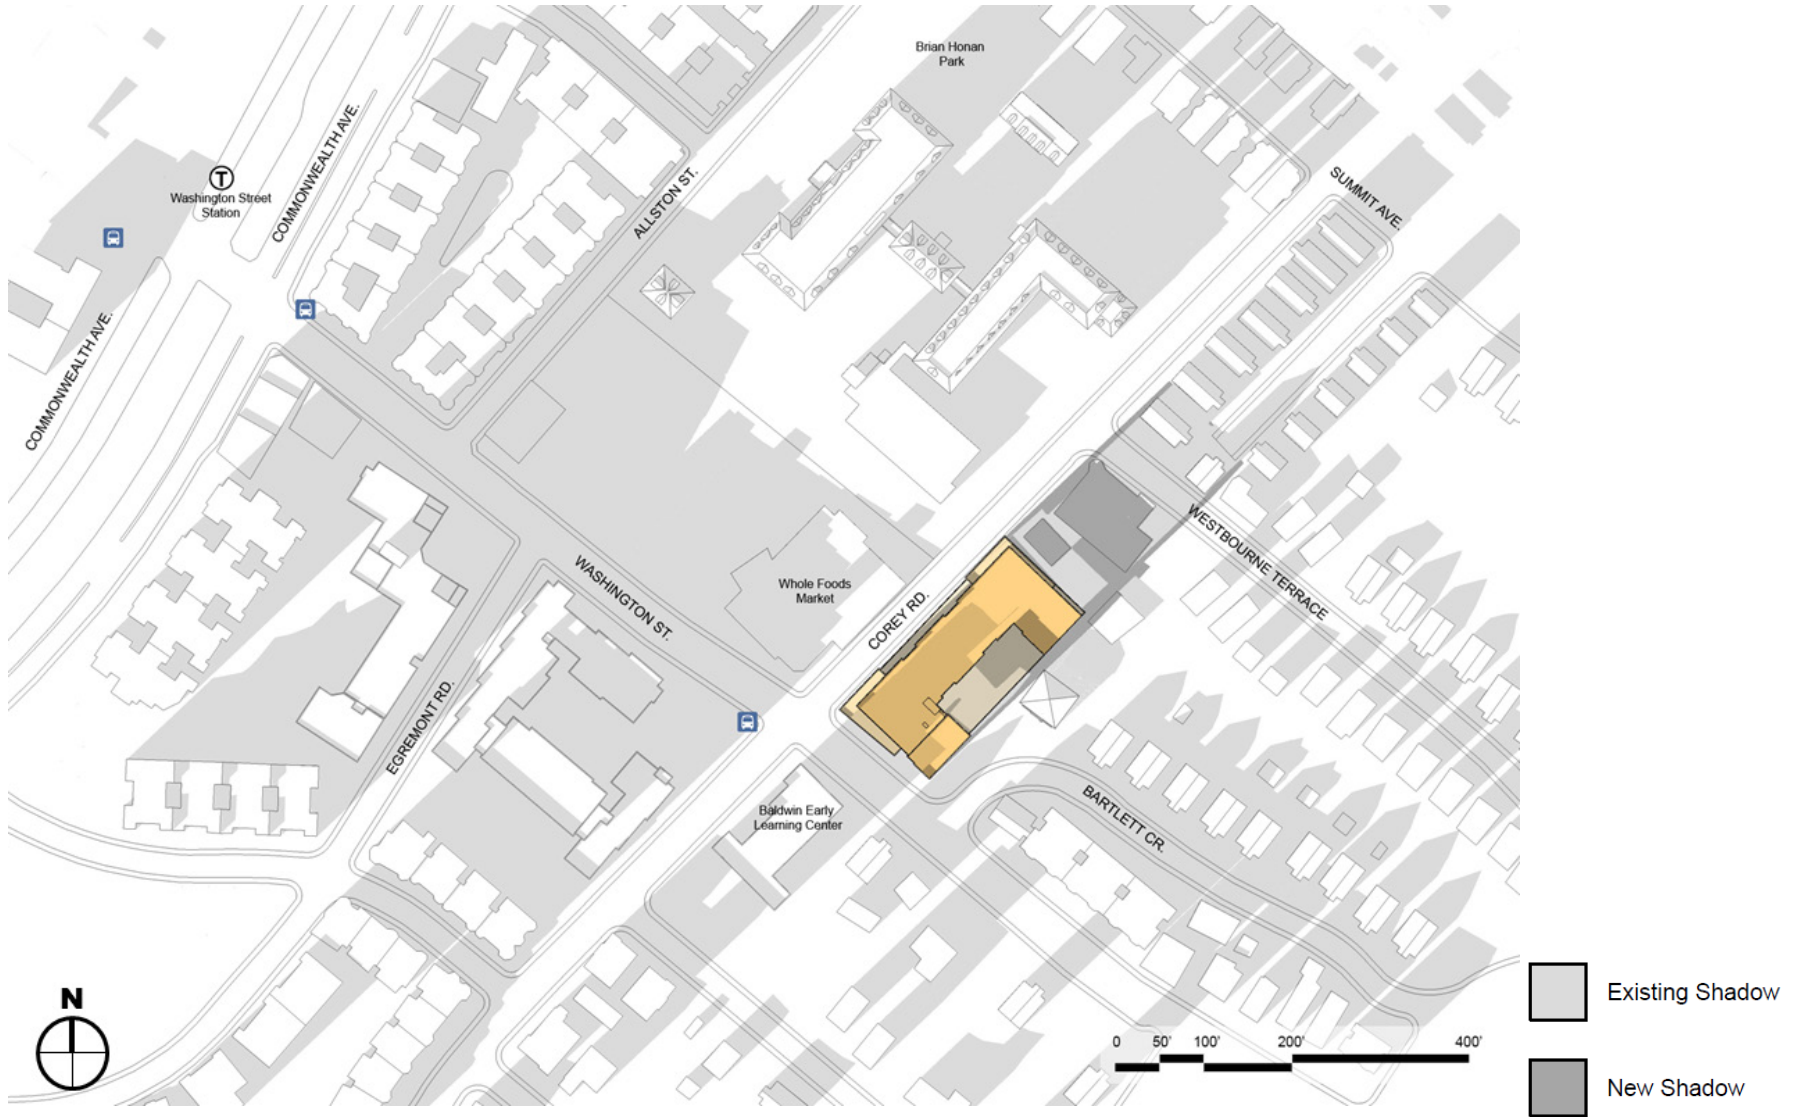 Brian Honan
Park
COMMONWEALTH AVE.
T
Washington Street
Station
ALLSTON ST.
SUMMIT AVE.
COMMONWEALTH AVE.
WESTBOURNE TERRACE
WASHINGTON ST.
Whole Foods
Market
COREY RD.
EGREMONT RD.
Baldwin Early
Learning Center
BARTLETT CR.
N
0 50' 100' 200' 400'
Existing Shadow
New Shadow